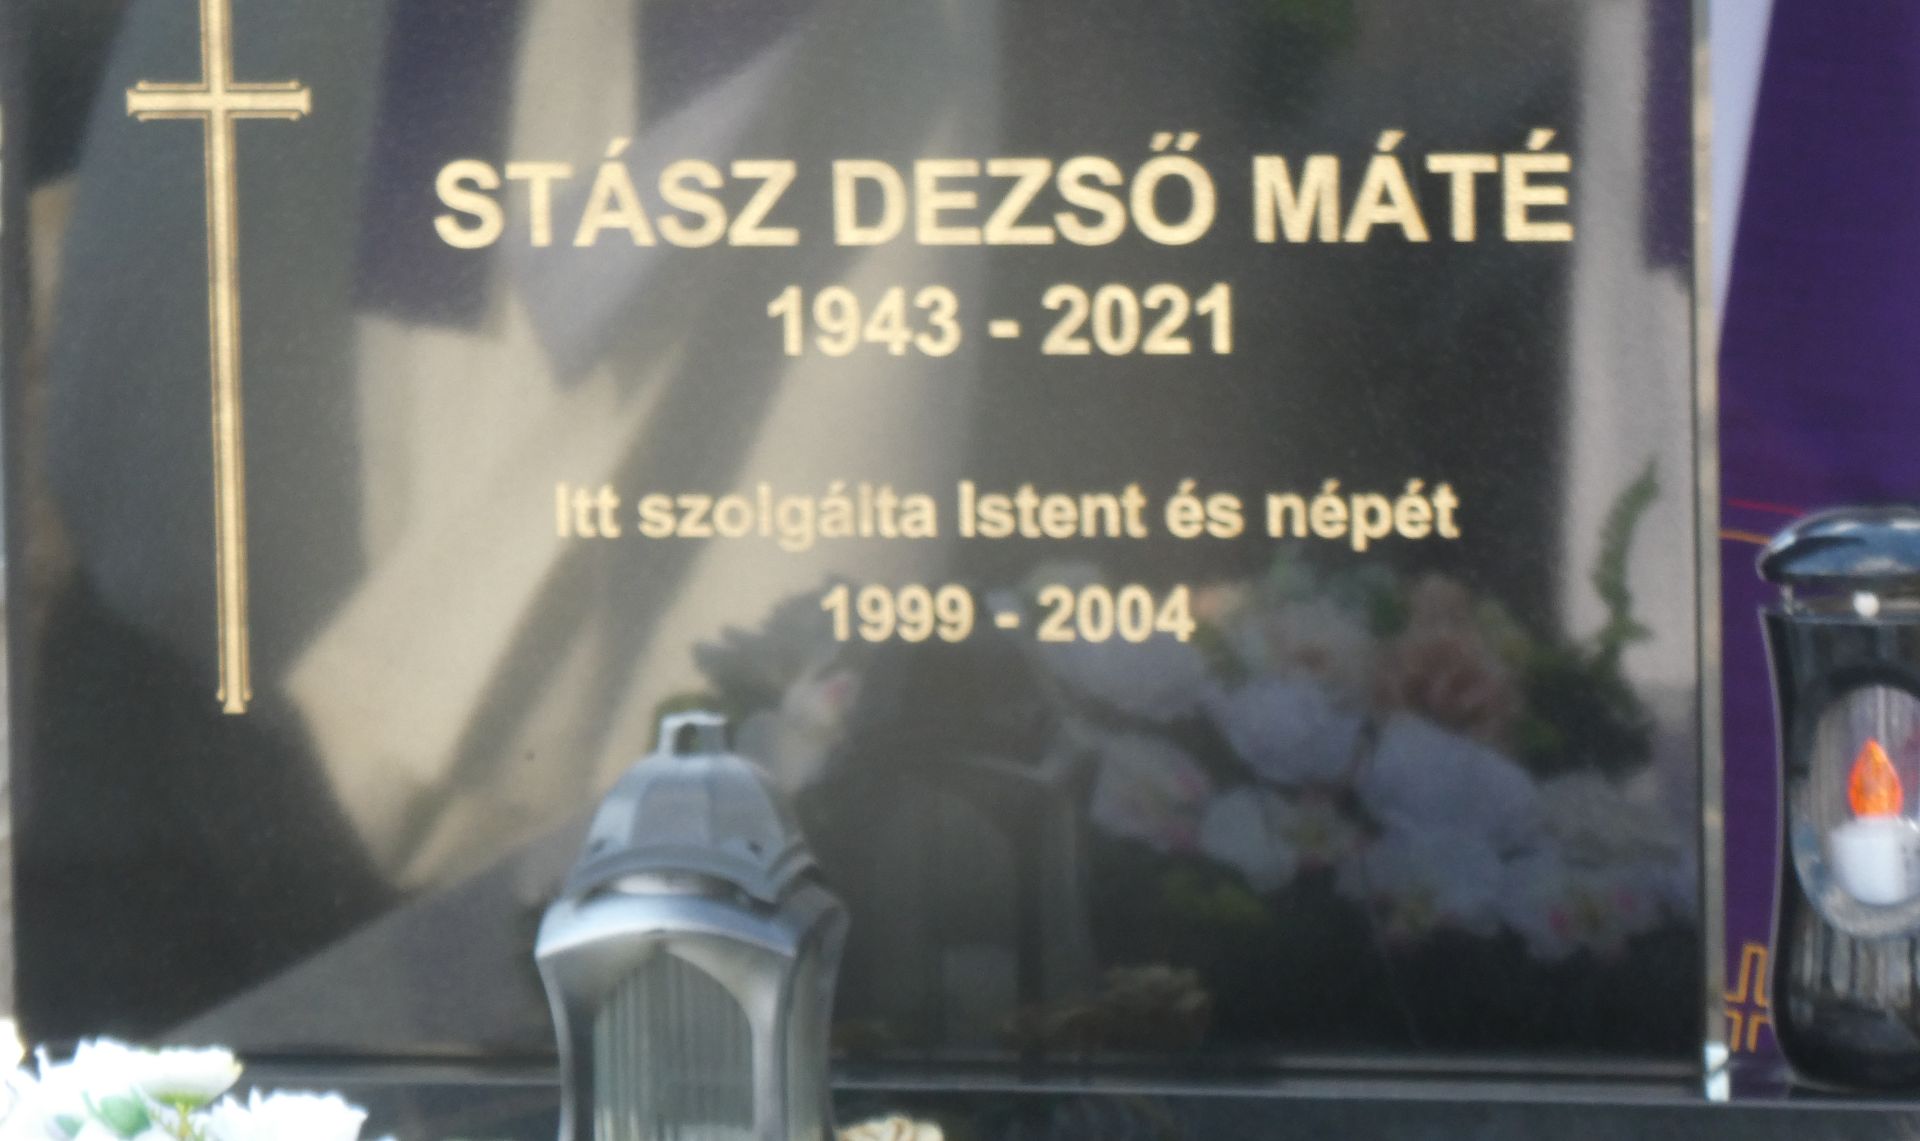 STÁSZ DEZSŐ MÁTÉ
1943 - 2021
Itt szolgálta Istent és népét
1999 - 2004